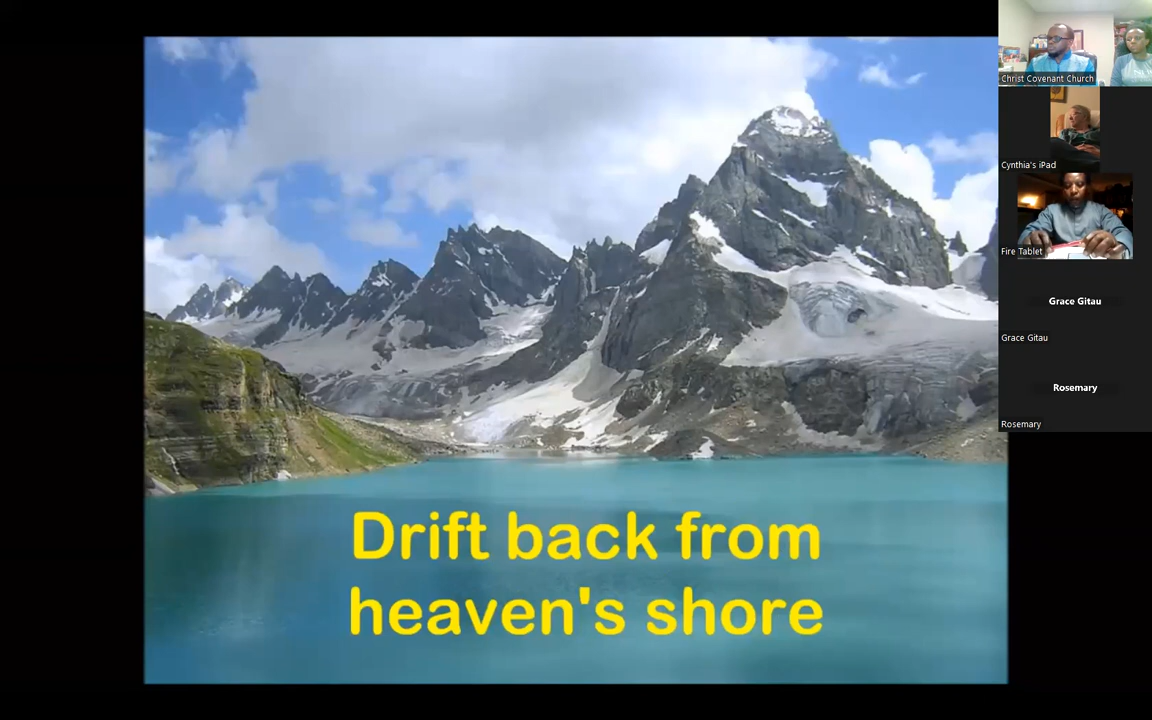 Drift back from
heaven's shore
Christ Covenant Church
Cynthia's iPad
Fire Tablet
Grace Gitau
Grace Gitau
Rosemary
Rosemary